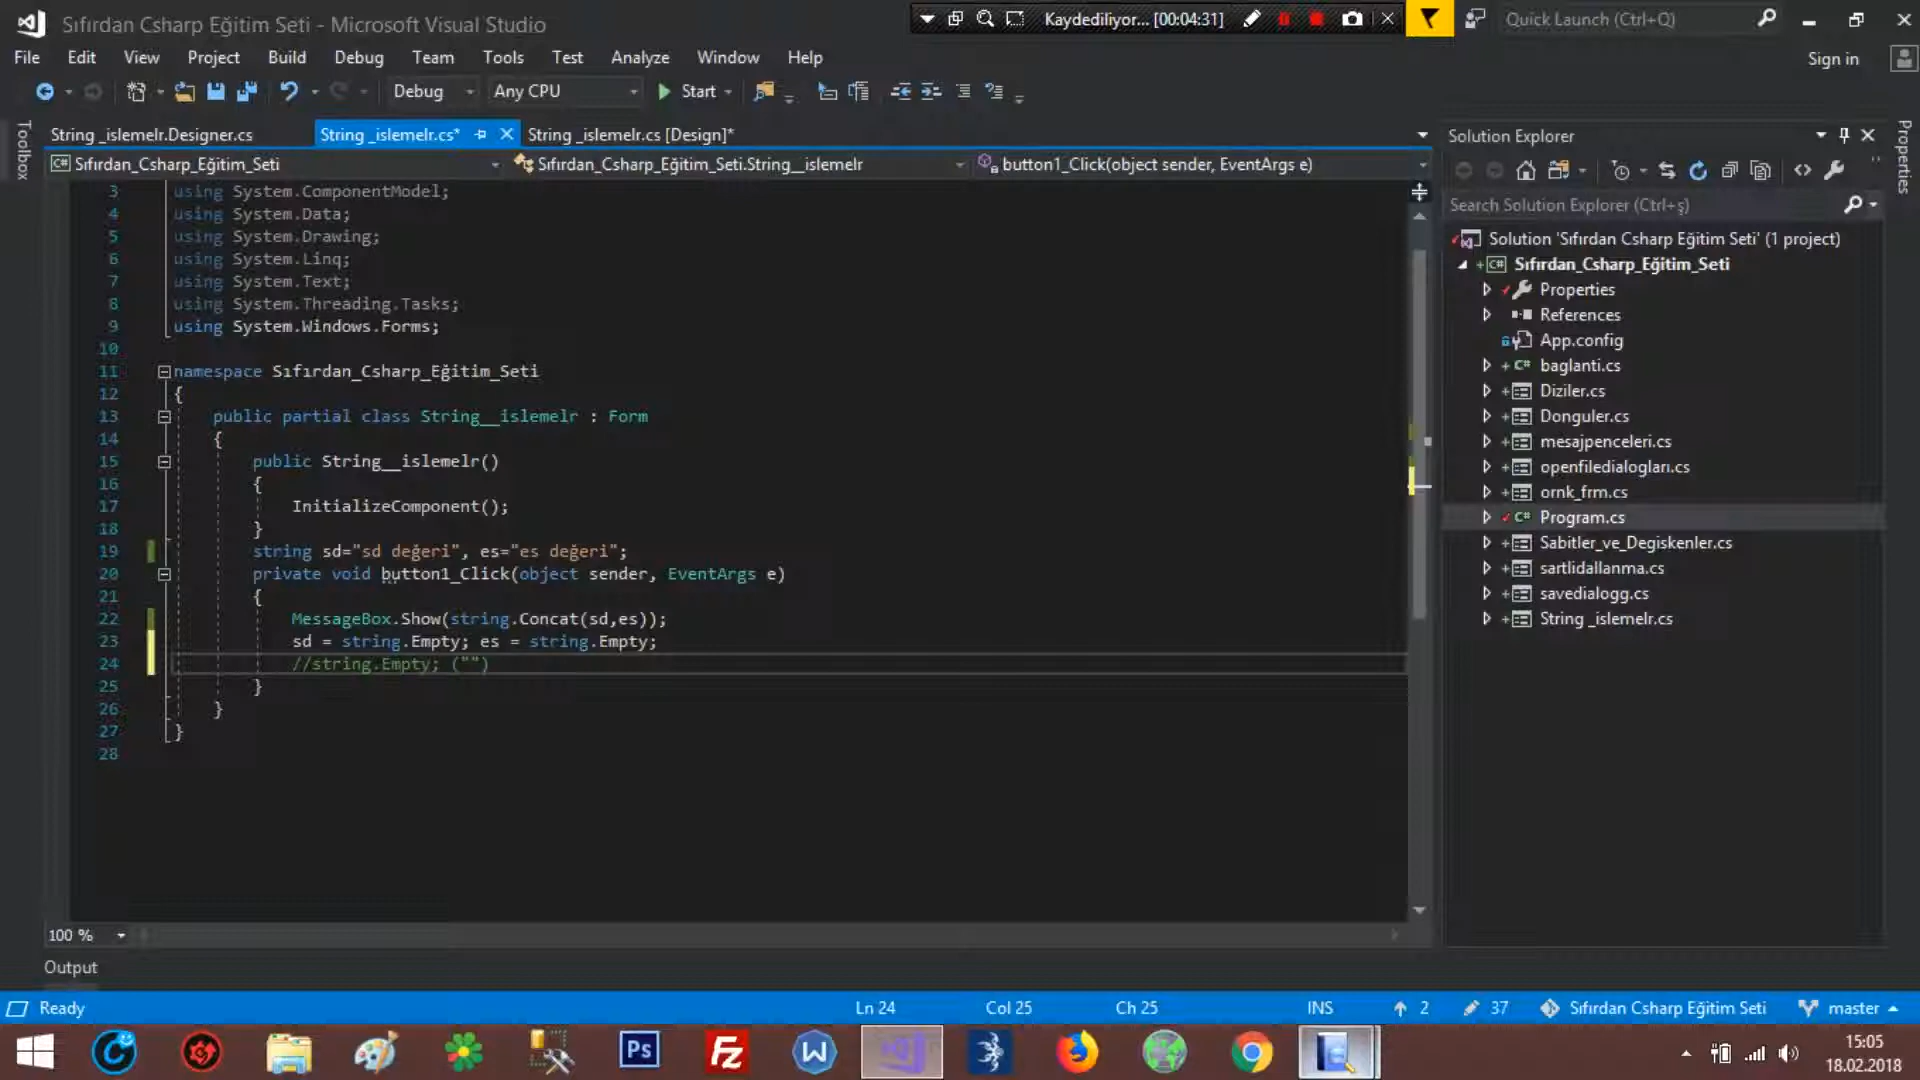 Sıfırdan Csharp Eğitim Seti - Microsoft Visual Studio
Kaydediliyor... [00:04:31]
Quick Launch (Ctrl+Q)
File Edit View Project Build Debug Team Tools Test Analyze Window Help
Sign in
Debug Any CPU Start
Toolbox
String _islemelr.Designer.cs String _islemelr.cs* String _islemelr.cs [Design]*
Sıfırdan_Csharp_Eğitim_Seti Sıfırdan_Csharp_Eğitim_Seti.String__islemelr button1_Click(object sender, EventArgs e)
3 using System.ComponentModel;
4 using System.Data;
5 using System.Drawing;
6 using System.Linq;
7 using System.Text;
8 using System.Threading.Tasks;
9 using System.Windows.Forms;
10
11 namespace Sıfırdan_Csharp_Eğitim_Seti
12 {
13 public partial class String__islemelr : Form
14 {
15 public String__islemelr()
16 {
17 InitializeComponent();
18 }
19 string sd="sd değeri", es="es değeri";
20 private void button1_Click(object sender, EventArgs e)
21 {
22 MessageBox.Show(string.Concat(sd,es));
23 sd = string.Empty; es = string.Empty;
24 //string.Empty; ("")
25 }
26 }
27 }
28
100 %
Output
Solution Explorer
Properties
Search Solution Explorer (Ctrl+ş)
Solution 'Sıfırdan Csharp Eğitim Seti' (1 project)
Sıfırdan_Csharp_Eğitim_Seti
Properties
References
App.config
baglanti.cs
Diziler.cs
Donguler.cs
mesajpenceleri.cs
openfiledialogları.cs
ornk_frm.cs
Program.cs
Sabitler_ve_Degiskenler.cs
sartlidallanma.cs
savedialogg.cs
String _islemelr.cs
Ready Ln 24 Col 25 Ch 25 INS 2 37 Sıfırdan Csharp Eğitim Seti master
Ps Fz W
15:05
18.02.2018